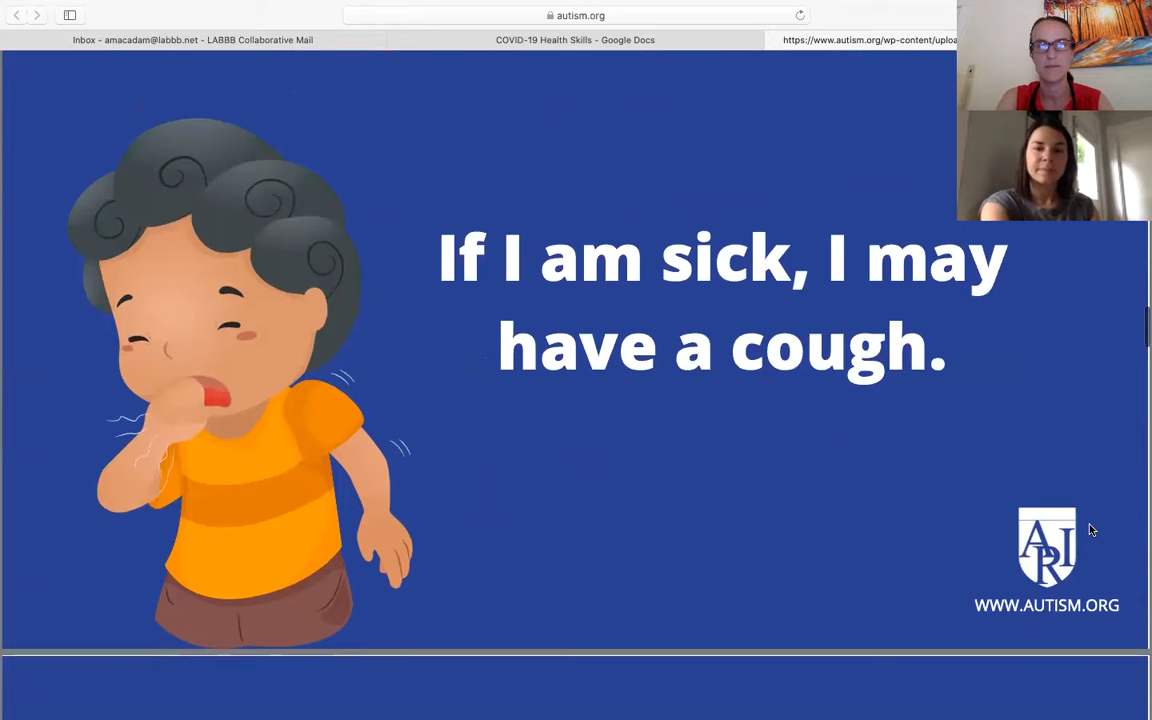 autism.org
Inbox - amacadam@labbb.net - LABBB Collaborative Mail
COVID-19 Health Skills - Google Docs
https://www.autism.org/wp-content/uploa
If I am sick, I may
have a cough.
ARI
WWW.AUTISM.ORG